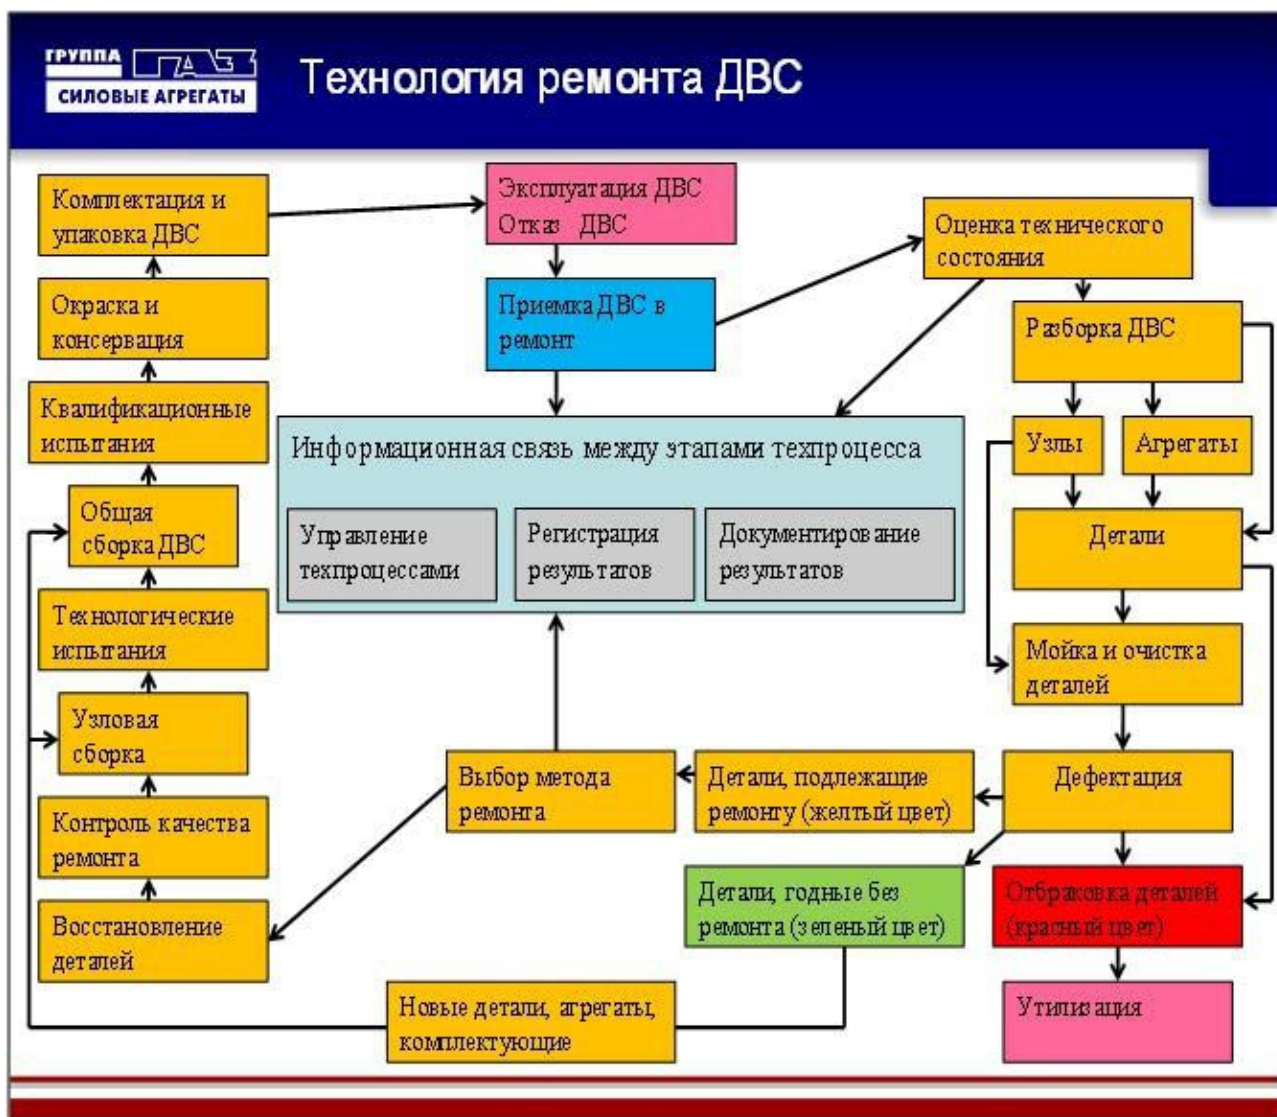 ГРУППА ГАЗ
СИЛОВЫЕ АГРЕГАТЫ
Технология ремонта ДВС
Комплектация и
упаковка ДВС
Эксплуатация ДВС
Отказ ДВС
Оценка технического
состояния
Окраска и
консервация
Приемка ДВС в
ремонт
Разборка ДВС
Квалификационные
испытания
Информационная связь между этапами техпроцесса
Узлы
Агрегаты
Общая
сборка ДВС
Управление
техпроцессами
Регистрация
результатов
Документирование
результатов
Детали
Технологические
испытания
Мойка и очистка
деталей
Узловая
сборка
Выбор метода
ремонта
Детали, подлежащие
ремонту (желтый цвет)
Дефектация
Контроль качества
ремонта
Детали, годные без
ремонта (зеленый цвет)
Отбраковка деталей
(красный цвет)
Восстановление
деталей
Новые детали, агрегаты,
комплектующие
Утилизация